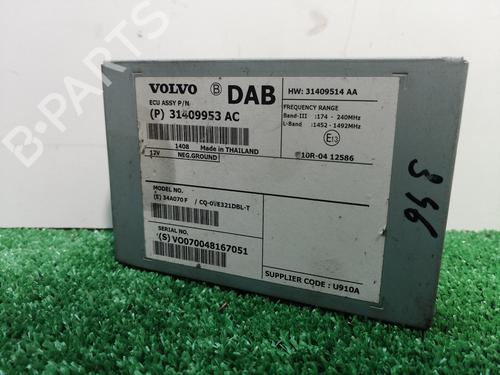 VOLVO B DAB
HW: 31409514 AA
ECU ASSY P/N
(P) 31409953 AC
FREQUENCY RANGE
Band-III :174 - 240MHz
L-Band :1452 - 1492MHz
E13
1408 Made in THAILAND
12V NEG.GROUND
10R-04 12586
MODEL NO.
(E) 34A070 F / CQ-0VE321DBL-T
SERIAL NO.
(S) VO070048167051
SUPPLIER CODE : U910A
346
B PARTS